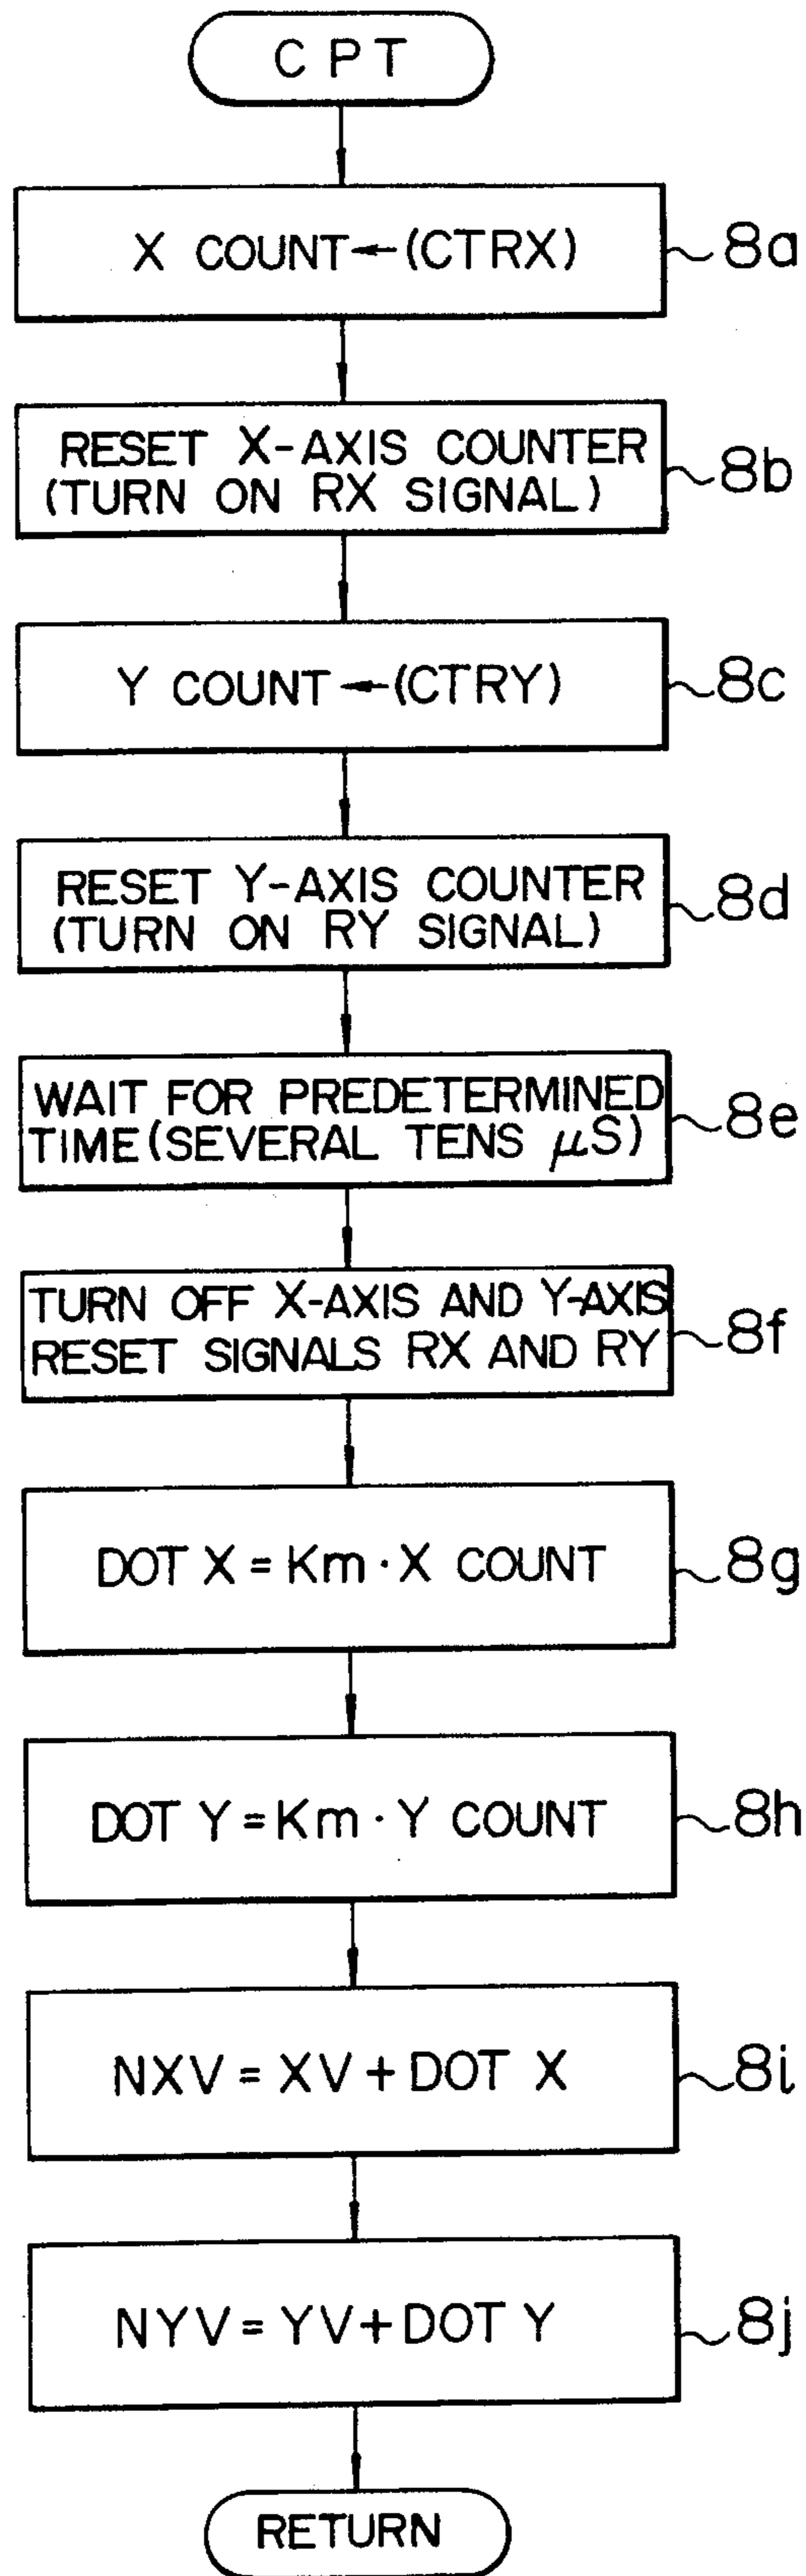 CPT
X COUNT←(CTRX)
8a
RESET X-AXIS COUNTER
(TURN ON RX SIGNAL)
8b
Y COUNT←(CTRY)
8c
RESET Y-AXIS COUNTER
(TURN ON RY SIGNAL)
8d
WAIT FOR PREDETERMINED
TIME(SEVERAL TENS μS)
8e
TURN OFF X-AXIS AND Y-AXIS
RESET SIGNALS RX AND RY
8f
DOT X = Km · X COUNT
8g
DOT Y = Km · Y COUNT
8h
NXV = XV + DOT X
8i
NYV = YV + DOT Y
8j
RETURN